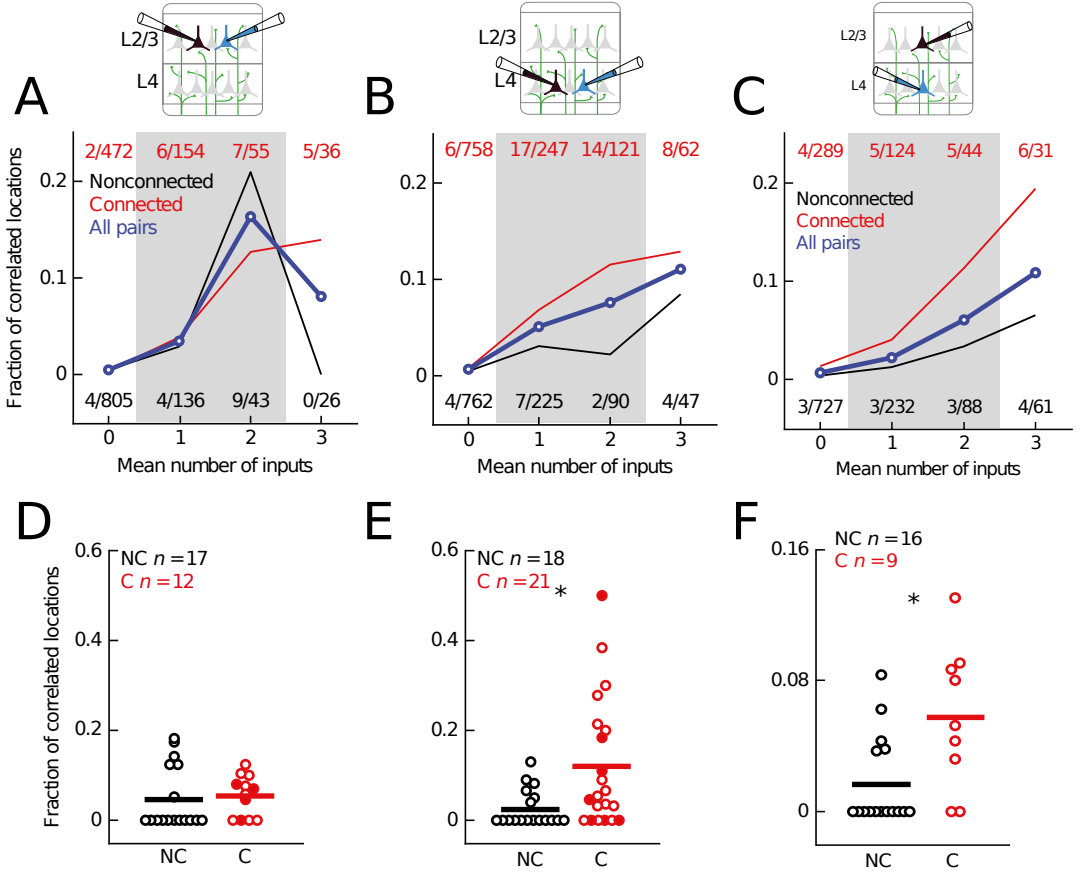 L2/3
L4
L2/3
L4
L2/3
L4
A
B
C
2/472 6/154 7/55 5/36
Nonconnected
Connected
All pairs
0.2
0.1
0
Fraction of correlated locations
4/805 4/136 9/43 0/26
0 1 2 3
Mean number of inputs
6/758 17/247 14/121 8/62
0.2
0.1
0
4/762 7/225 2/90 4/47
0 1 2 3
Mean number of inputs
4/289 5/124 5/44 6/31
0.2
Nonconnected
Connected
All pairs
0.1
0
3/727 3/232 3/88 4/61
0 1 2 3
Mean number of inputs
D
E
F
0.6
NC n=17
C n=12
0.4
0.2
0
Fraction of correlated locations
NC C
0.6
NC n=18
C n=21
*
0.4
0.2
0
NC C
0.16
NC n=16
C n=9
*
0.08
0
NC C